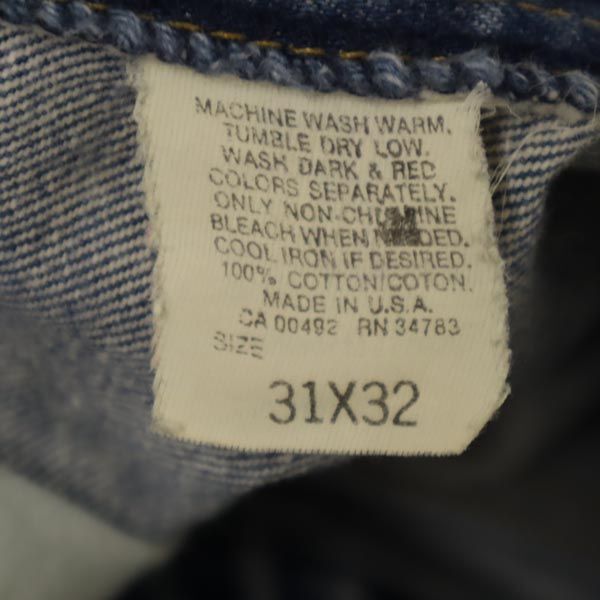 MACHINE WASH WARM.
TUMBLE DRY LOW.
WASH DARK & RED
COLORS SEPARATELY.
ONLY
BLEACH WHEN
COOL IRON IF DESIRED.
100% COTTON/COTON.
MADE IN U.S.A.
CA 00492 RN 34783
SIZE
31X32